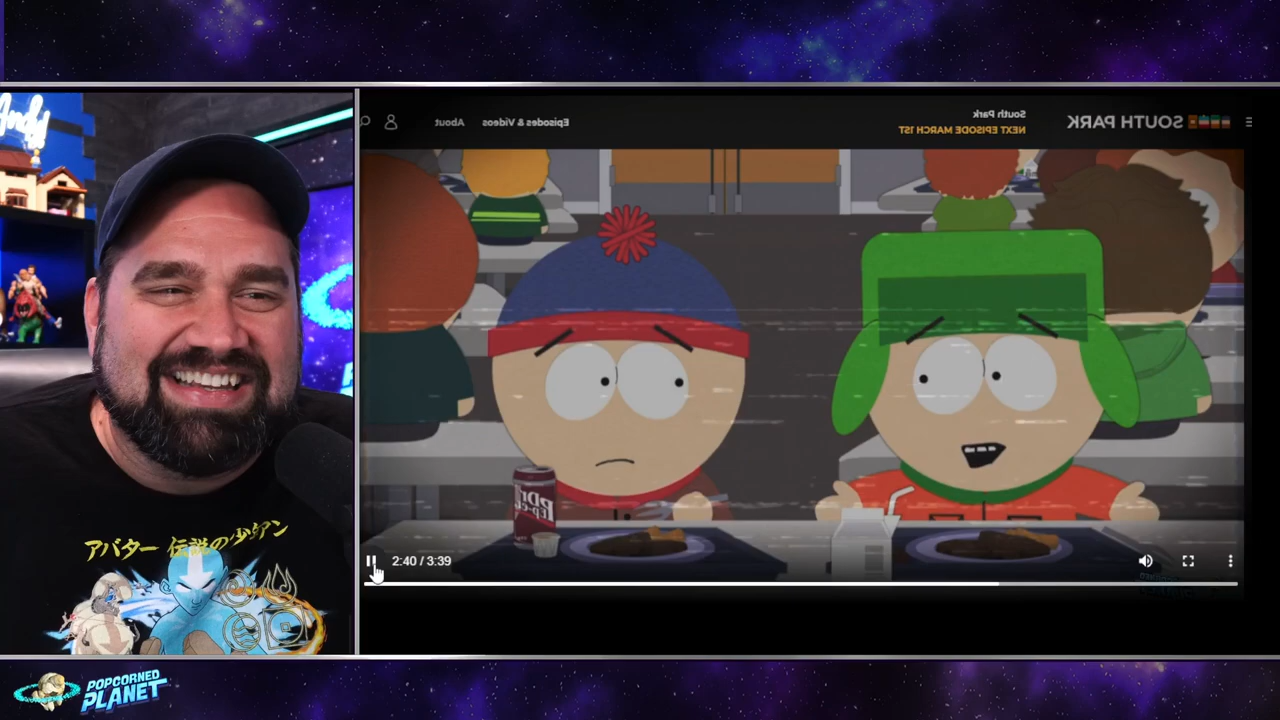 Andy
About
Episodes & Videos
South Park
NEXT EPISODE MARCH 1ST
SOUTH PARK
アバター 伝説の少年アン
2:40 / 3:39
POPCORNED
PLANET